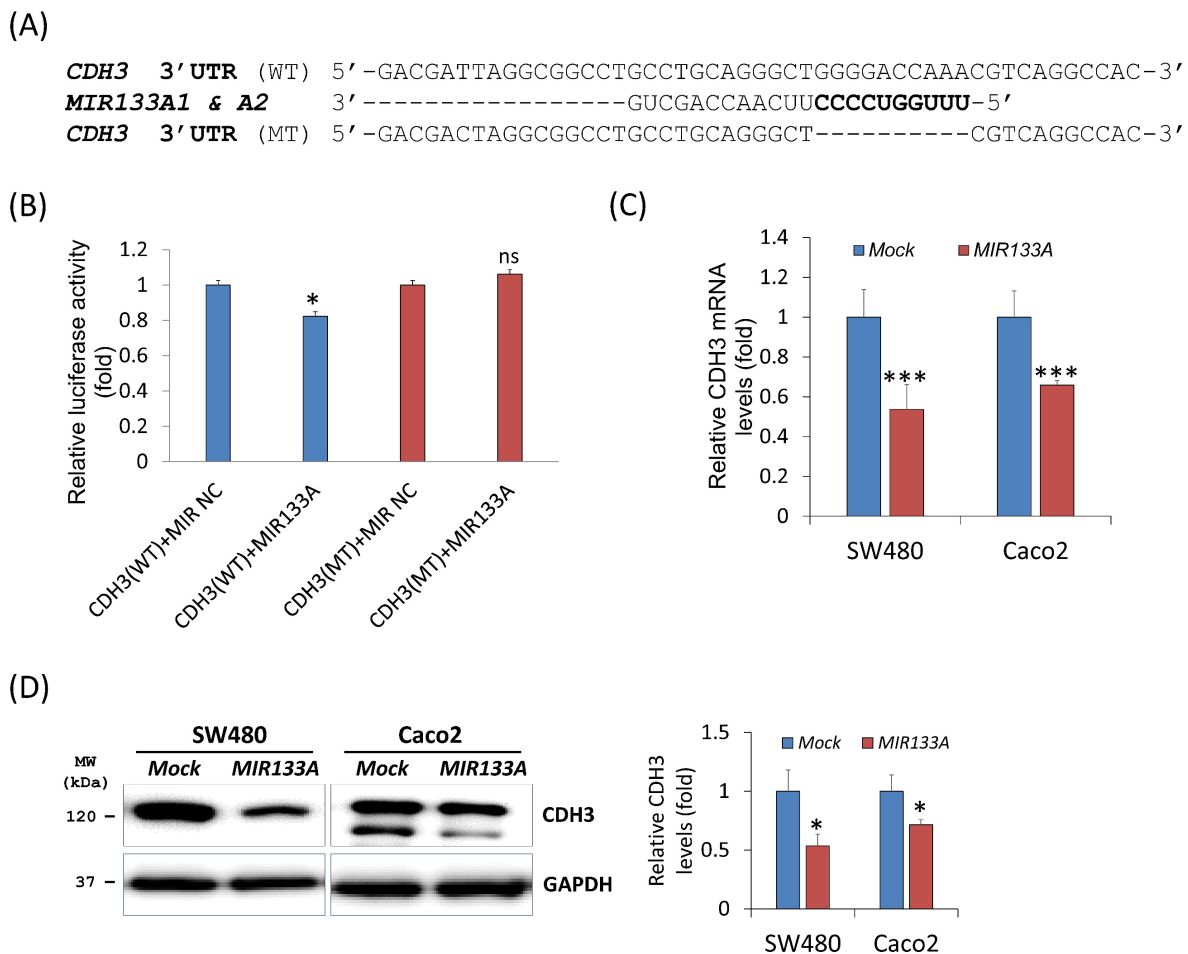 (A)
CDH3 3'UTR (WT) 5'-GACGATTAGGCGGCCTGCCTGCAGGGCTGGGGACCAAACGTCAGGCCAC-3'
MIR133A1 & A2 3'-----------------GUCGACCAACUUCCCCUGGUUU-5'
CDH3 3'UTR (MT) 5'-GACGACTAGGCGGCCTGCCTGCAGGGCT----------CGTCAGGCCAC-3'
(B)
Relative luciferase activity
(fold)
1.2
1
0.8
0.6
0.4
0.2
0
*
ns
CDH3(WT)+MIR NC
CDH3(WT)+MIR133A
CDH3(MT)+MIR NC
CDH3(MT)+MIR133A
(C)
Relative CDH3 mRNA
levels (fold)
1.4
1.2
1
0.8
0.6
0.4
0.2
0
Mock MIR133A
***
***
SW480 Caco2
(D)
SW480 Caco2
MW
(kDa)
Mock MIR133A Mock MIR133A
120 – CDH3
37 – GAPDH
Relative CDH3
levels (fold)
1.5
1
0.5
0
Mock MIR133A
*
*
SW480 Caco2